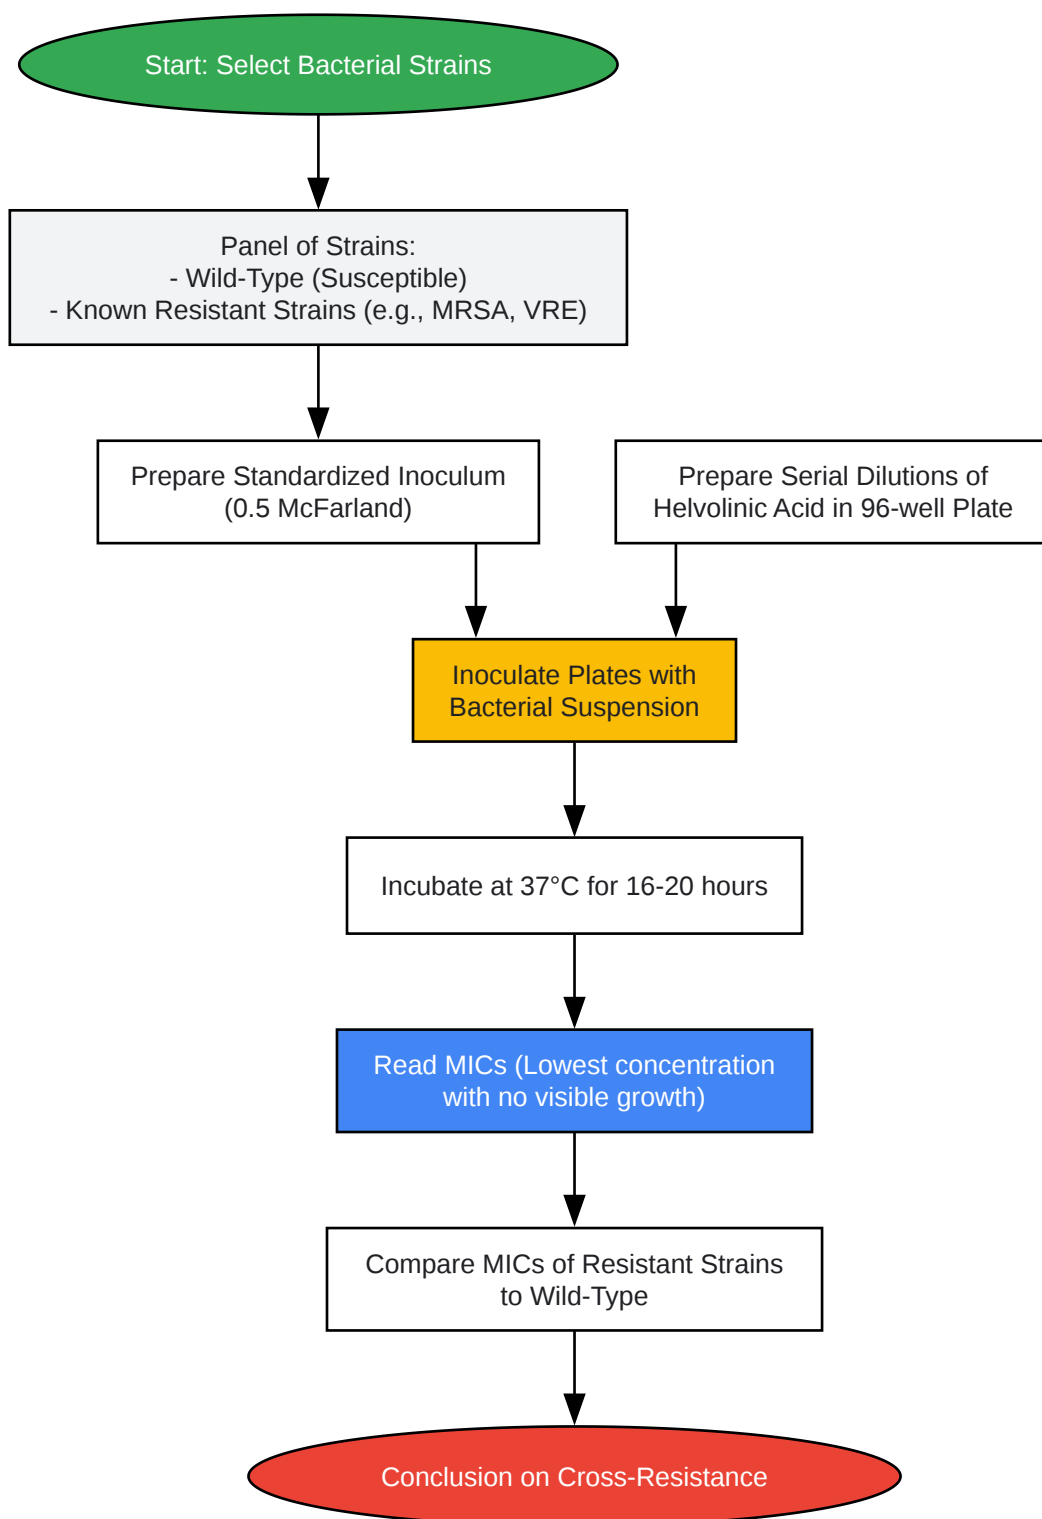 Start: Select Bacterial Strains
Panel of Strains:
- Wild-Type (Susceptible)
- Known Resistant Strains (e.g., MRSA, VRE)
Prepare Standardized Inoculum
(0.5 McFarland)
Prepare Serial Dilutions of
Helvolinic Acid in 96-well Plate
Inoculate Plates with
Bacterial Suspension
Incubate at 37°C for 16-20 hours
Read MICs (Lowest concentration
with no visible growth)
Compare MICs of Resistant Strains
to Wild-Type
Conclusion on Cross-Resistance